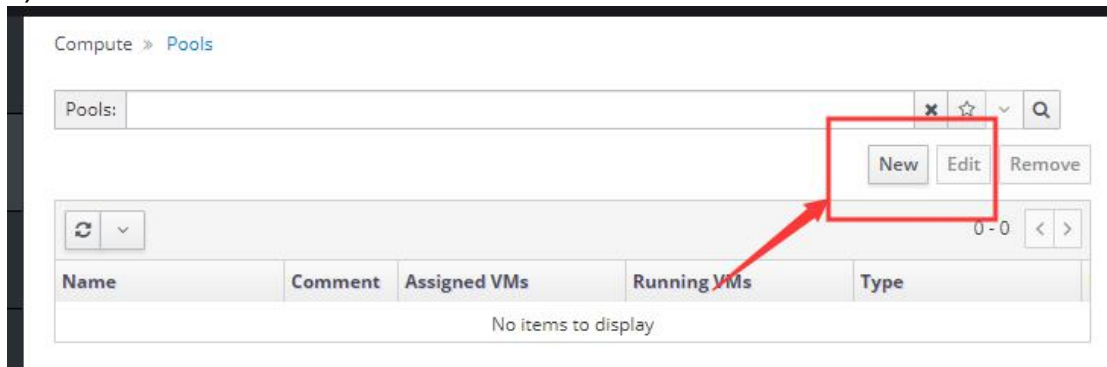 Compute » Pools
Pools:
New Edit Remove
0 - 0
Name Comment Assigned VMs Running VMs Type
No items to display